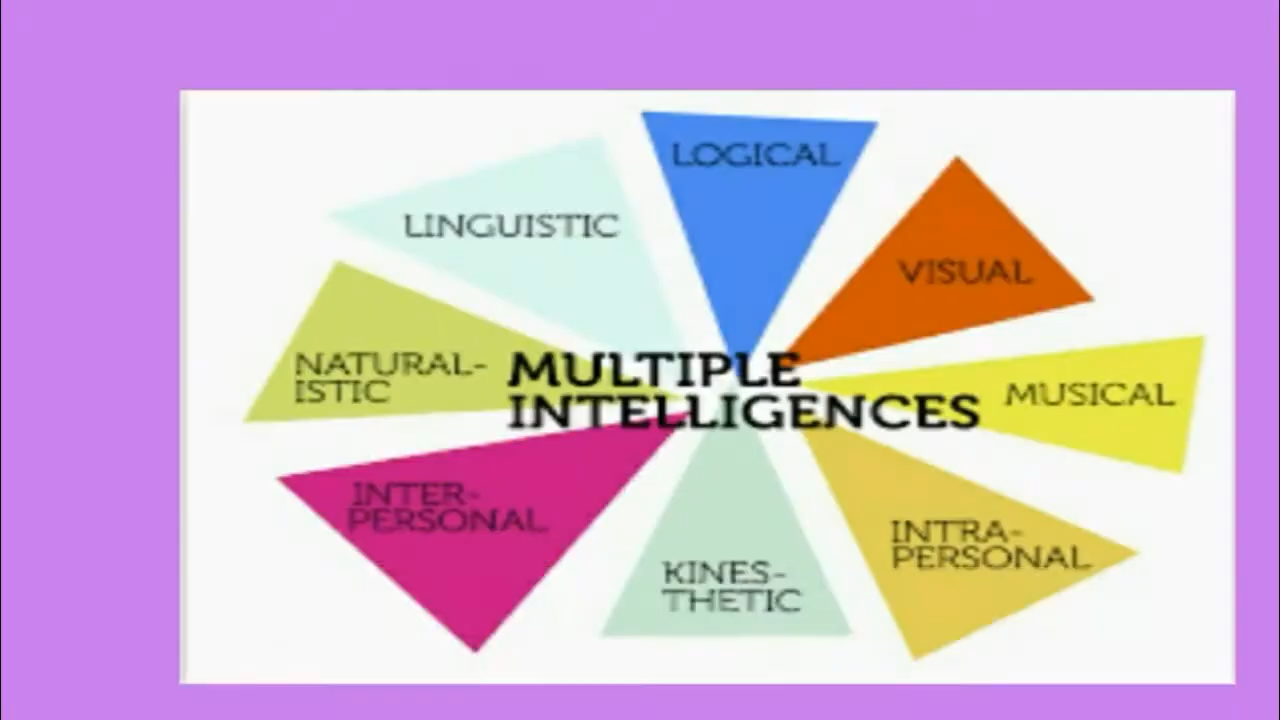 LOGICAL
LINGUISTIC
VISUAL
NATURAL-
ISTIC
MULTIPLE
INTELLIGENCES
MUSICAL
INTER-
PERSONAL
INTRA-
PERSONAL
KINES-
THETIC